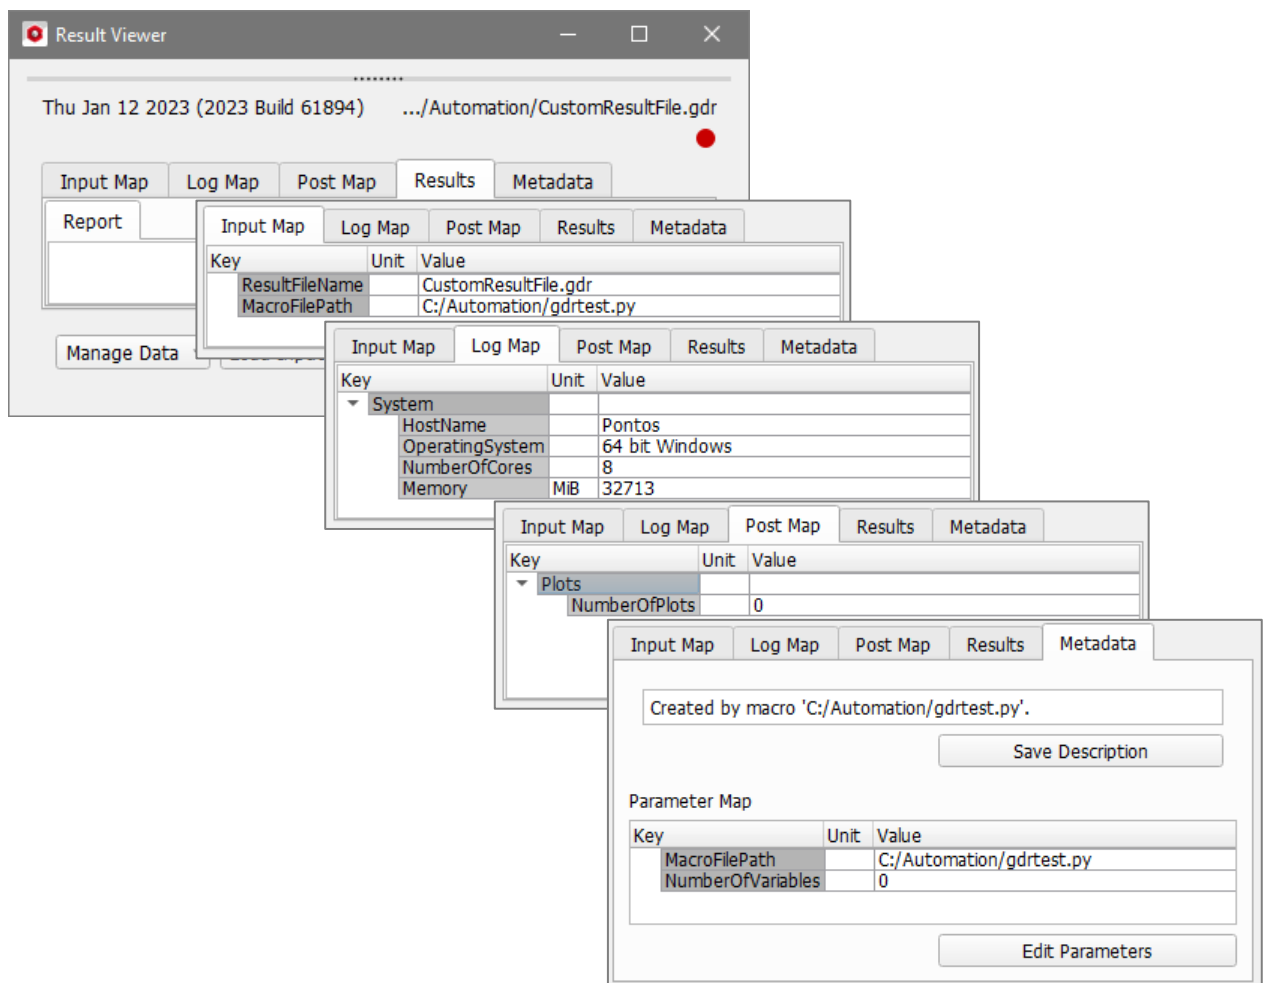 Result Viewer
Thu Jan 12 2023 (2023 Build 61894) .../Automation/CustomResultFile.gdr
Input Map Log Map Post Map Results Metadata
Report
Manage Data
Input Map Log Map Post Map Results Metadata
Key Unit Value
ResultFileName CustomResultFile.gdr
MacroFilePath C:/Automation/gdrtest.py
Input Map Log Map Post Map Results Metadata
Key Unit Value
System
HostName Pontos
OperatingSystem 64 bit Windows
NumberOfCores 8
Memory MiB 32713
Input Map Log Map Post Map Results Metadata
Key Unit Value
Plots
NumberOfPlots 0
Input Map Log Map Post Map Results Metadata
Created by macro 'C:/Automation/gdrtest.py'.
Save Description
Parameter Map
Key Unit Value
MacroFilePath C:/Automation/gdrtest.py
NumberOfVariables 0
Edit Parameters